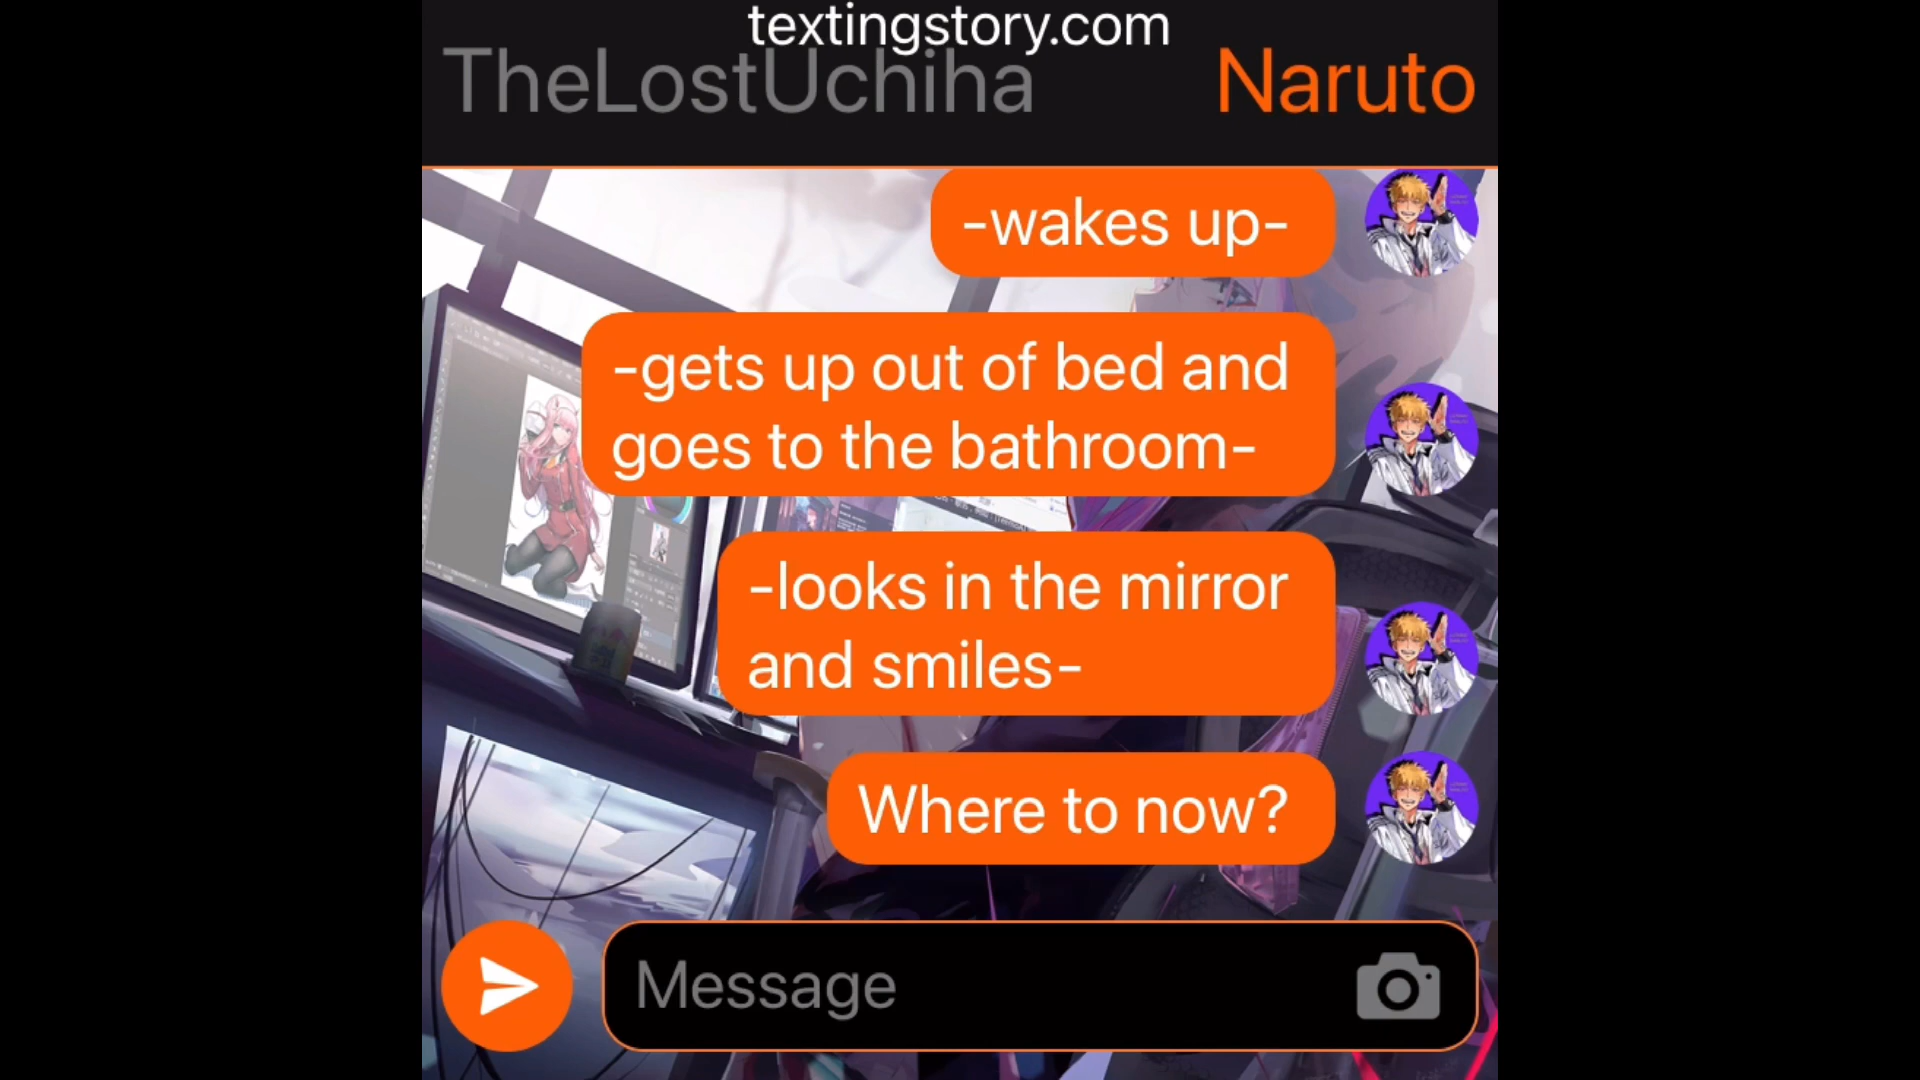 textingstory.com
TheLostUchiha
Naruto
-wakes up-
-gets up out of bed and
goes to the bathroom-
-looks in the mirror
and smiles-
Where to now?
Message